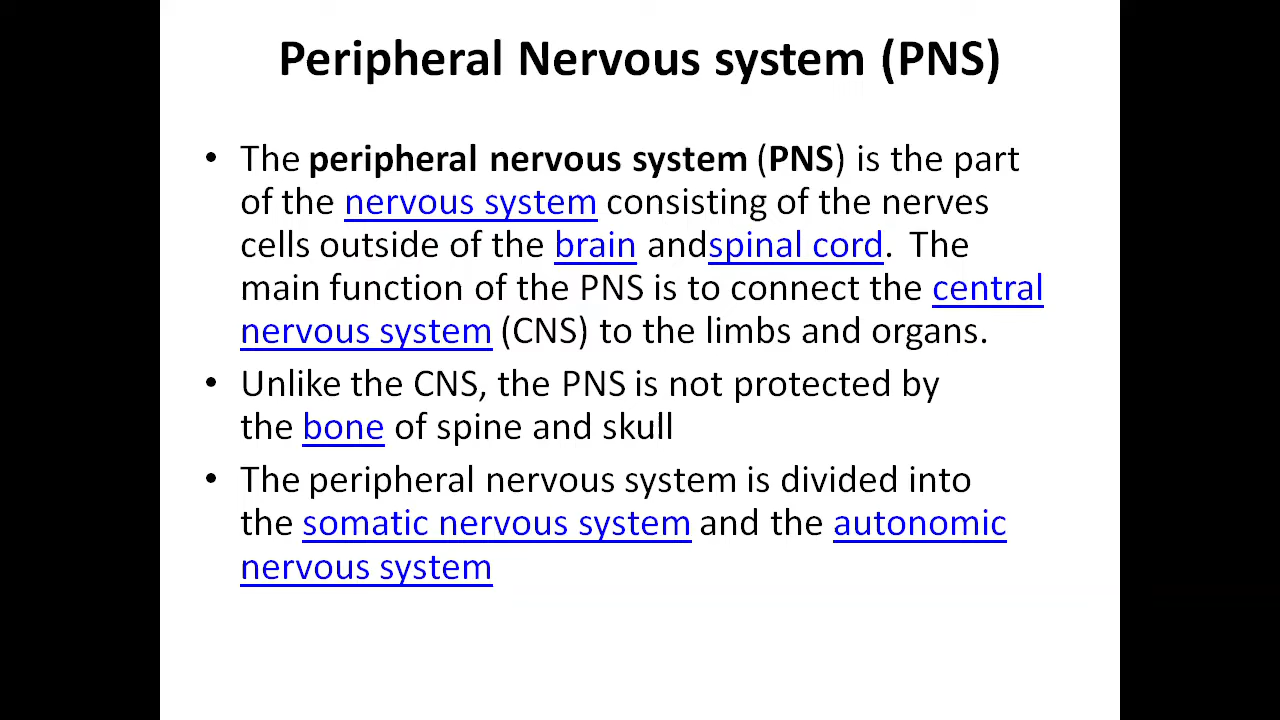 Peripheral Nervous system (PNS)
• The peripheral nervous system (PNS) is the part
of the nervous system consisting of the nerves
cells outside of the brain andspinal cord. The
main function of the PNS is to connect the central
nervous system (CNS) to the limbs and organs.
• Unlike the CNS, the PNS is not protected by
the bone of spine and skull
• The peripheral nervous system is divided into
the somatic nervous system and the autonomic
nervous system